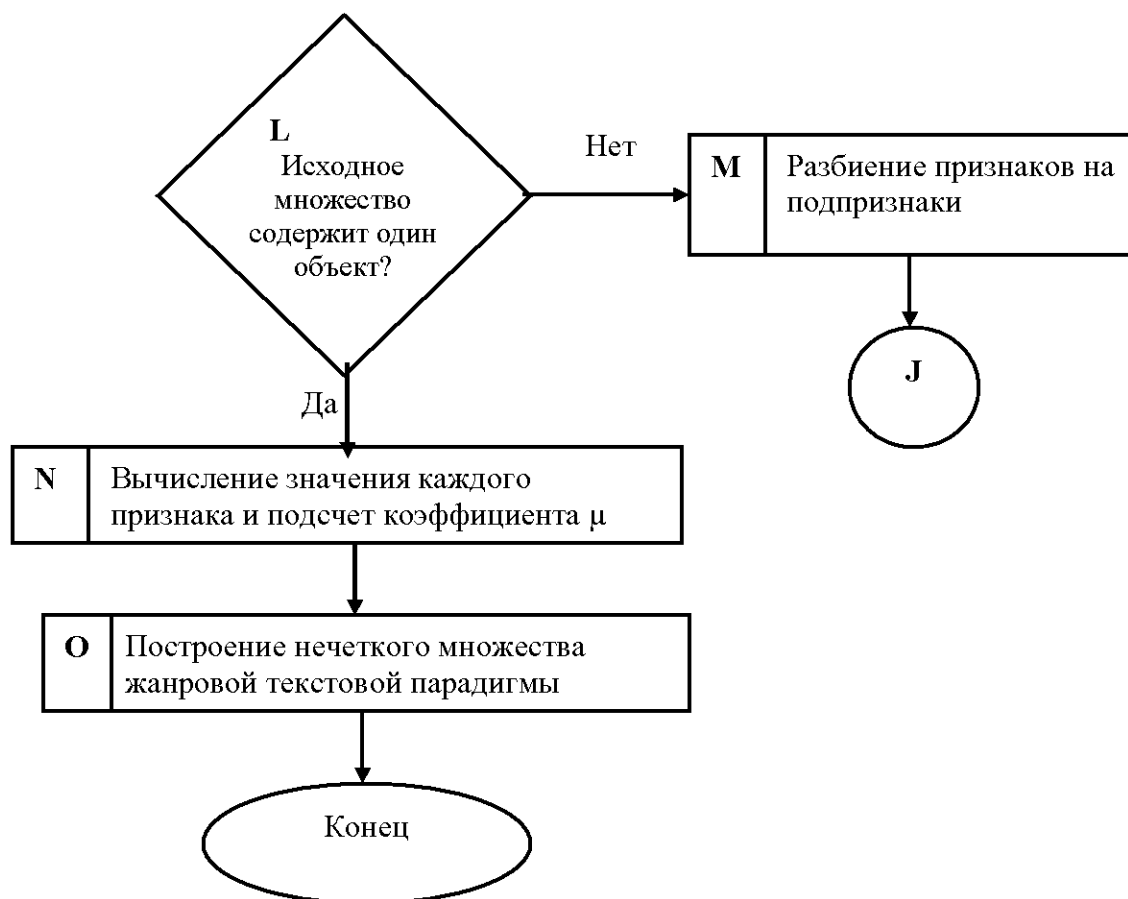 L
Исходное
множество
содержит один
объект?
Нет
M
Разбиение признаков на
подпризнаки
J
Да
N
Вычисление значения каждого
признака и подсчет коэффициента μ
O
Построение нечеткого множества
жанровой текстовой парадигмы
Конец